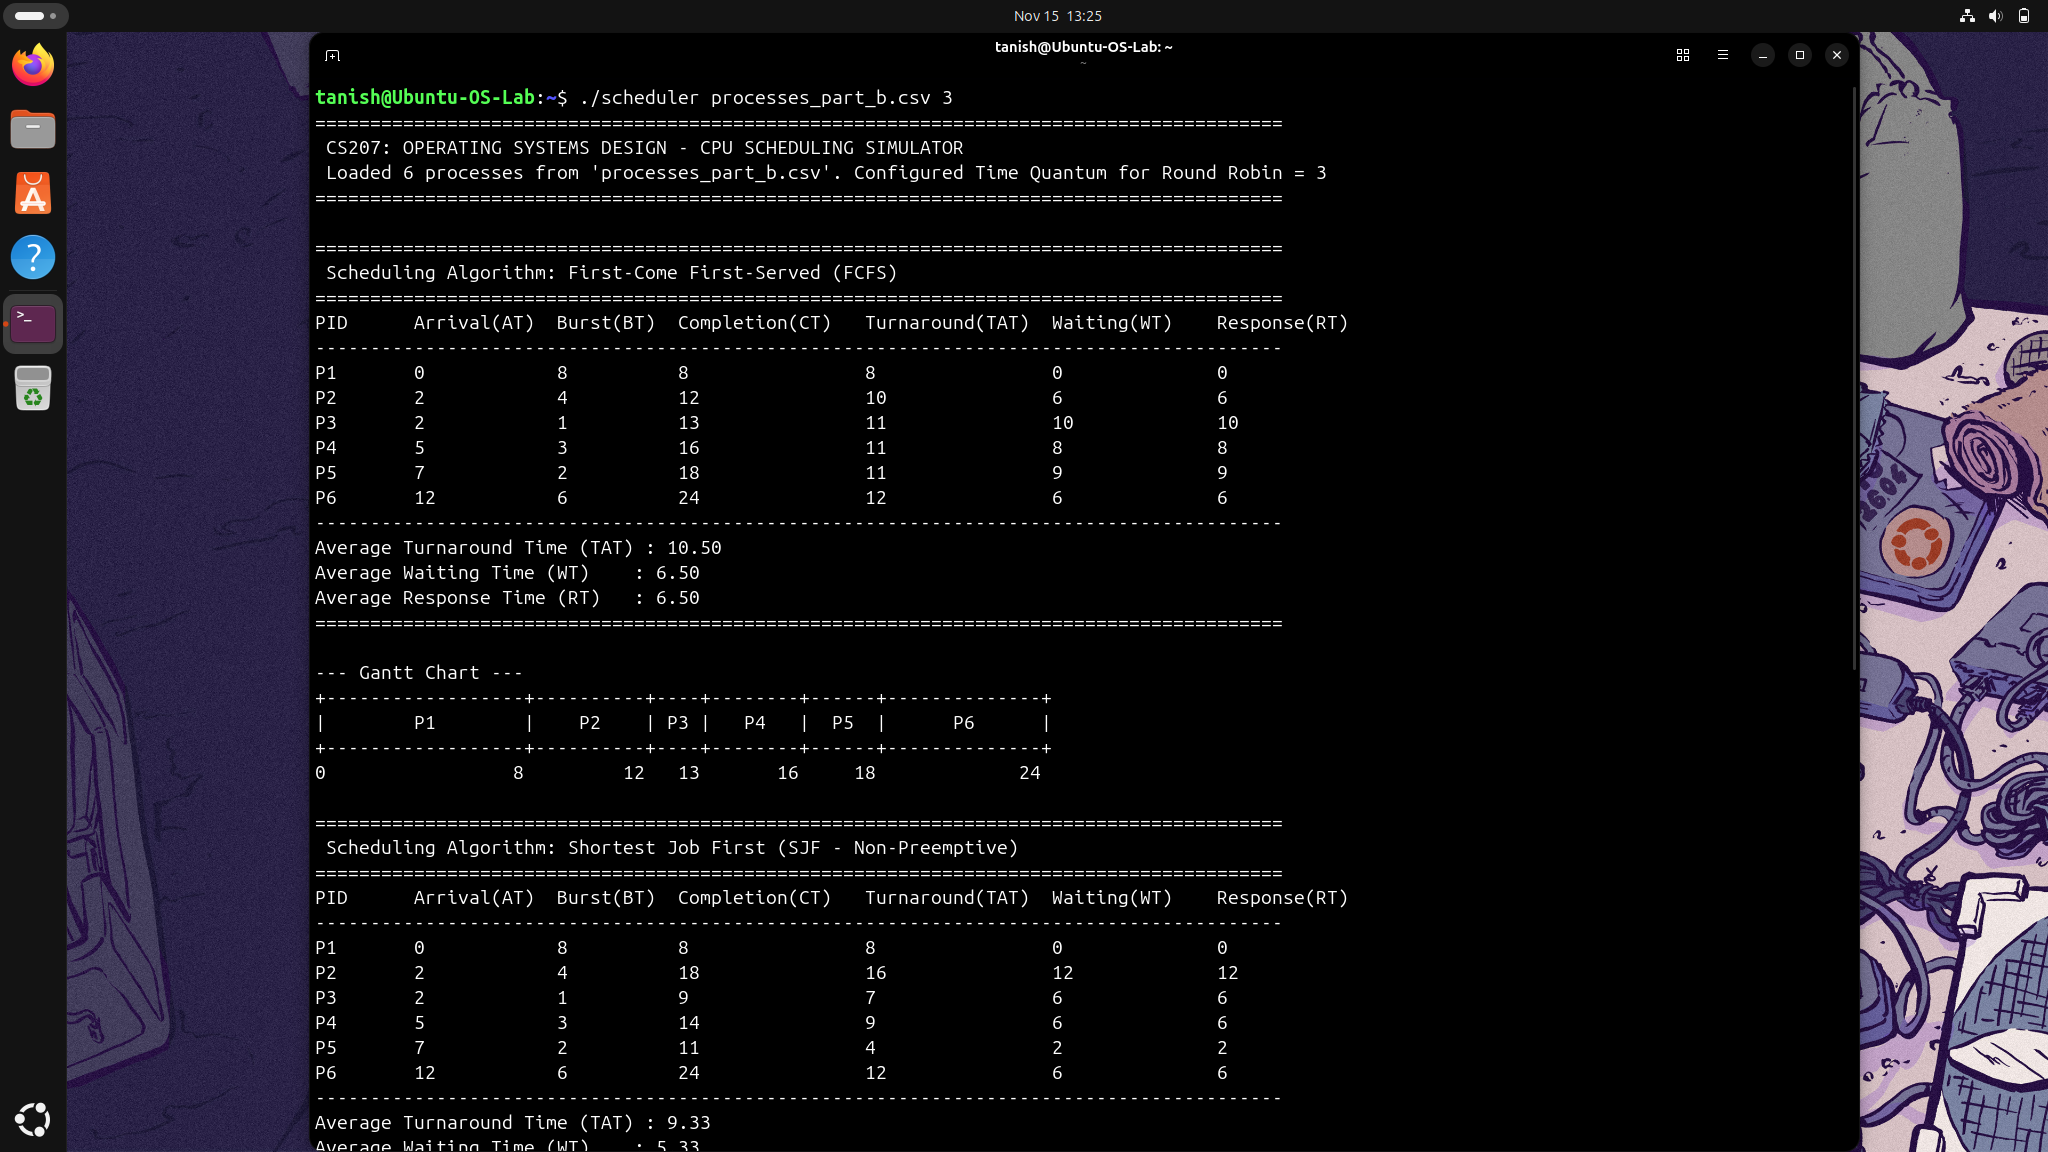 Nov 15 13:25
tanish@Ubuntu-OS-Lab: ~
~
tanish@Ubuntu-OS-Lab:~$ ./scheduler processes_part_b.csv 3
========================================================================================
CS207: OPERATING SYSTEMS DESIGN - CPU SCHEDULING SIMULATOR
Loaded 6 processes from 'processes_part_b.csv'. Configured Time Quantum for Round Robin = 3
========================================================================================
========================================================================================
Scheduling Algorithm: First-Come First-Served (FCFS)
========================================================================================
PID Arrival(AT) Burst(BT) Completion(CT) Turnaround(TAT) Waiting(WT) Response(RT)
----------------------------------------------------------------------------------------
P1 0 8 8 8 0 0
P2 2 4 12 10 6 6
P3 2 1 13 11 10 10
P4 5 3 16 11 8 8
P5 7 2 18 11 9 9
P6 12 6 24 12 6 6
----------------------------------------------------------------------------------------
Average Turnaround Time (TAT) : 10.50
Average Waiting Time (WT)    : 6.50
Average Response Time (RT)   : 6.50
========================================================================================
--- Gantt Chart ---
+------------------+----------+----+--------+------+--------------+
|        P1        |    P2    | P3 |   P4   |  P5  |      P6      |
+------------------+----------+----+--------+------+--------------+
0                 8         12   13       16     18             24
========================================================================================
Scheduling Algorithm: Shortest Job First (SJF - Non-Preemptive)
========================================================================================
PID Arrival(AT) Burst(BT) Completion(CT) Turnaround(TAT) Waiting(WT) Response(RT)
----------------------------------------------------------------------------------------
P1 0 8 8 8 0 0
P2 2 4 18 16 12 12
P3 2 1 9 7 6 6
P4 5 3 14 9 6 6
P5 7 2 11 4 2 2
P6 12 6 24 12 6 6
----------------------------------------------------------------------------------------
Average Turnaround Time (TAT) : 9.33
Average Waiting Time (WT)    : 5.33
26.04